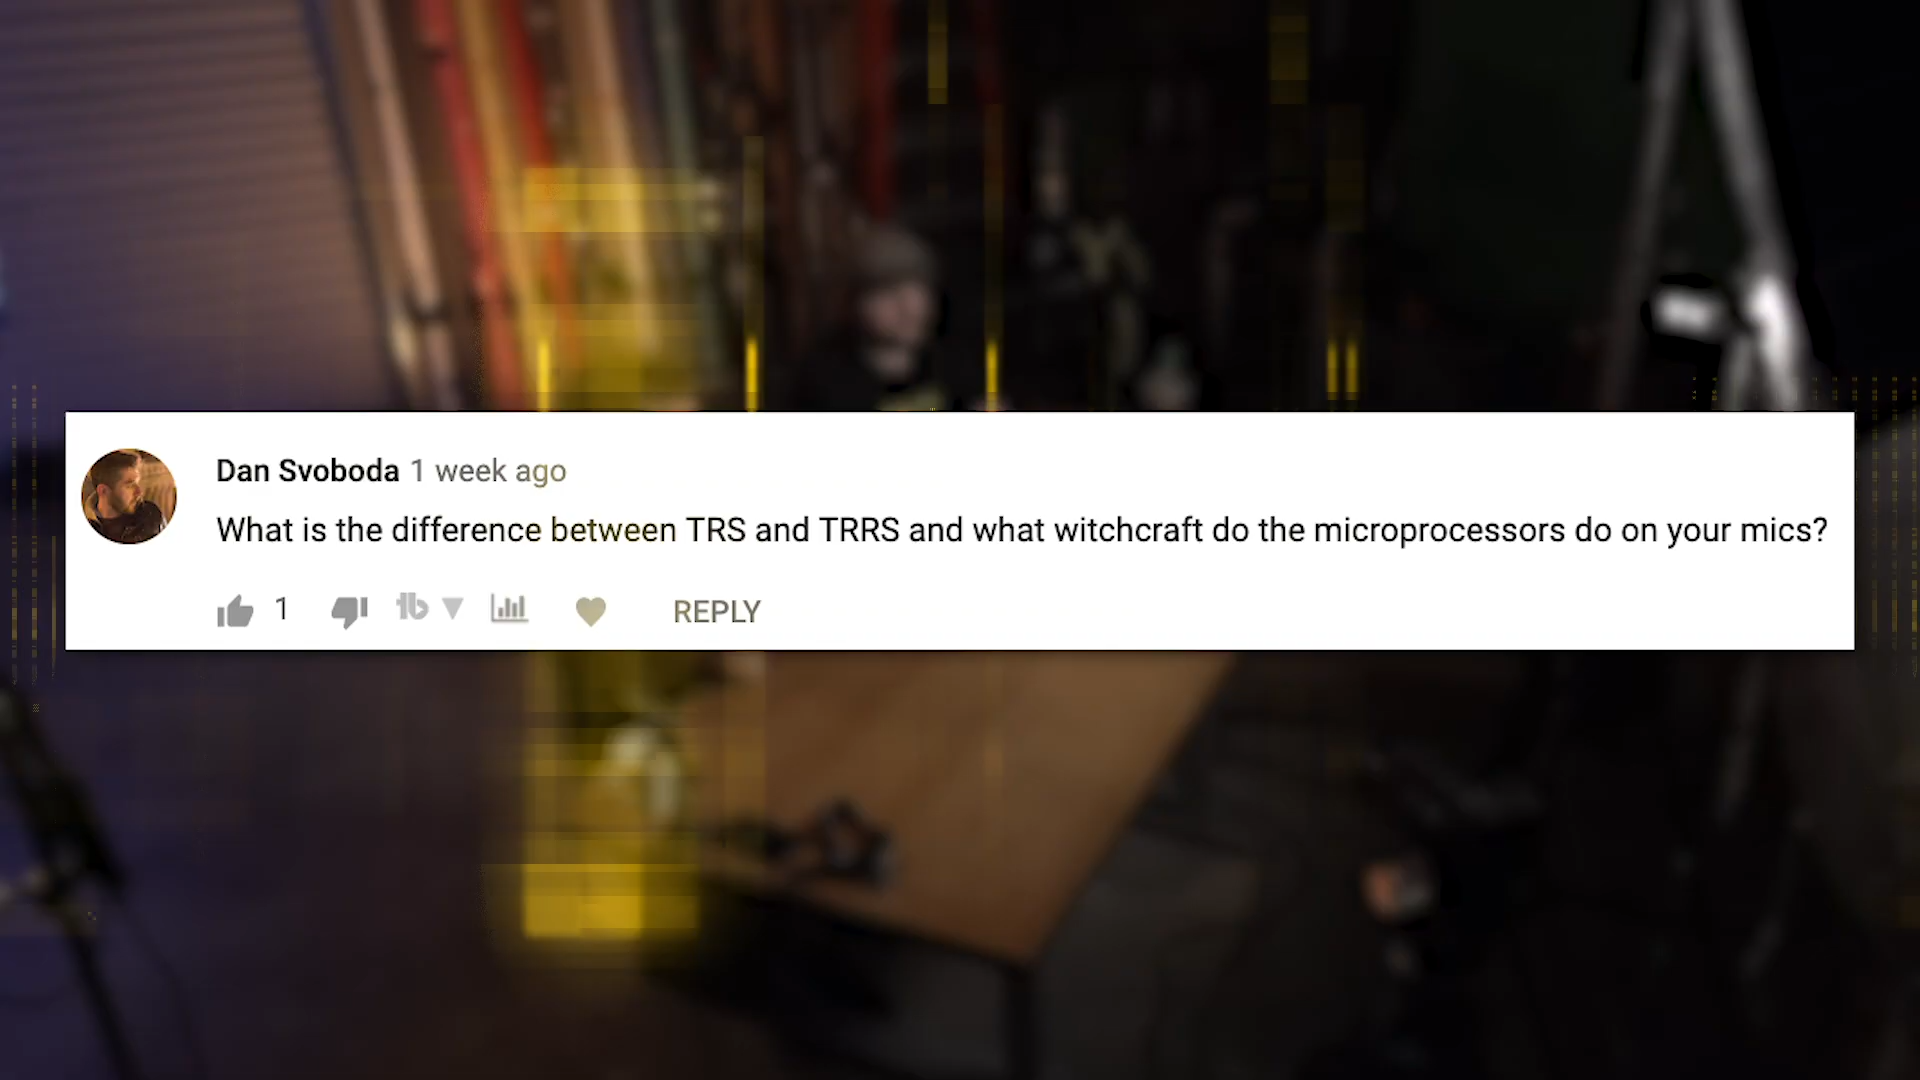 Dan Svoboda 1 week ago
What is the difference between TRS and TRRS and what witchcraft do the microprocessors do on your mics?
1 REPLY